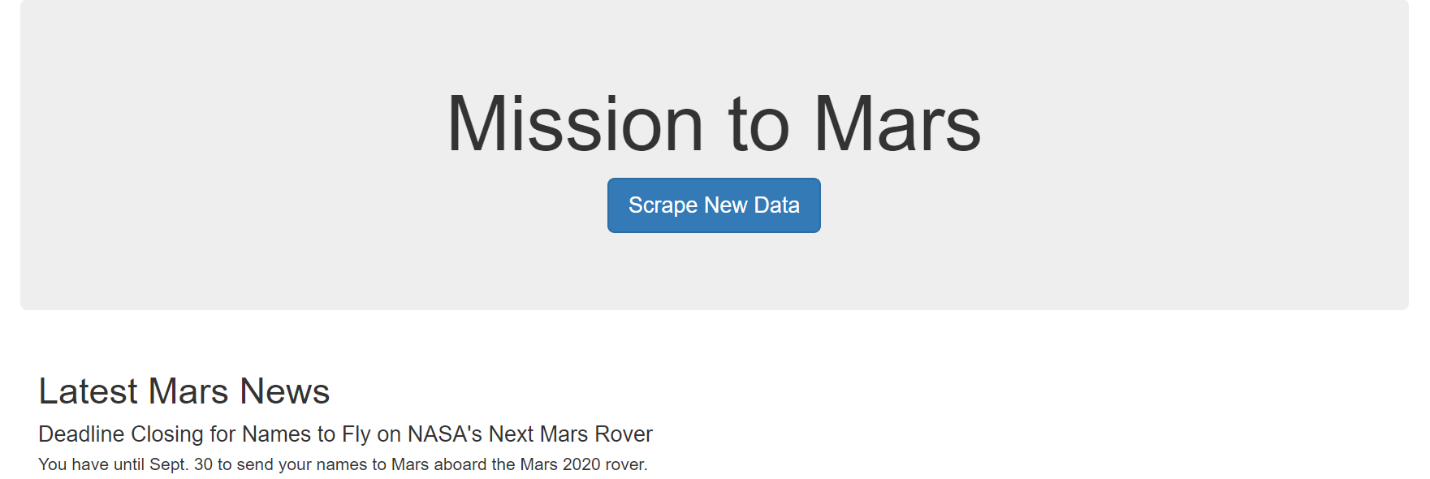 Mission to Mars
Scrape New Data
Latest Mars News
Deadline Closing for Names to Fly on NASA's Next Mars Rover
You have until Sept. 30 to send your names to Mars aboard the Mars 2020 rover.